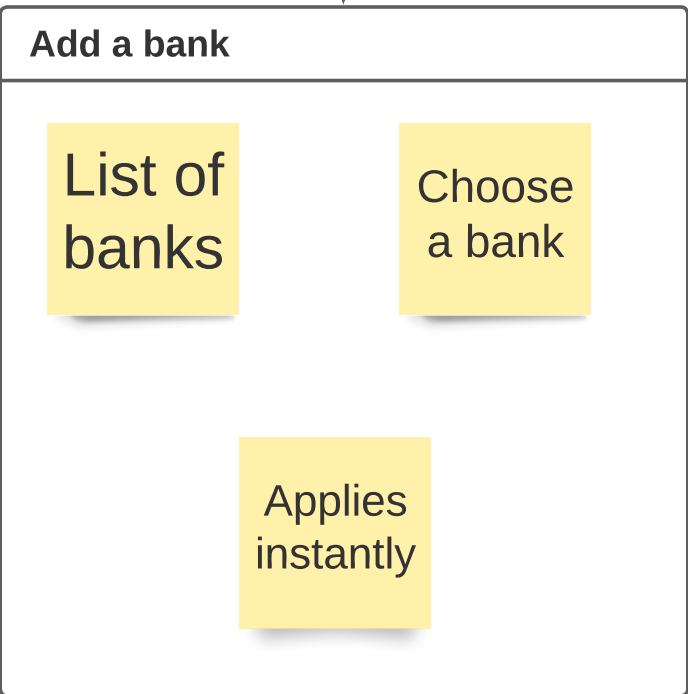 Add a bank
List of
banks
Choose
a bank
Applies
instantly